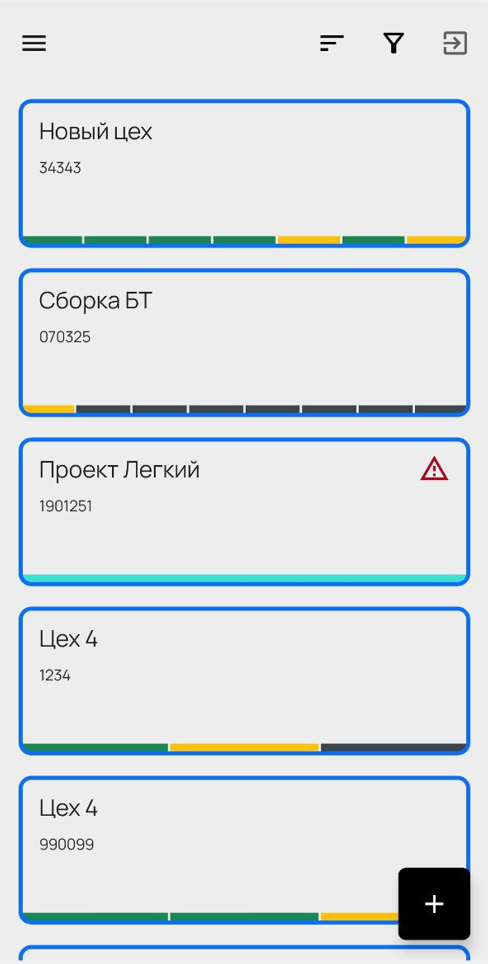 Новый цех
34343
Сборка БТ
070325
Проект Легкий
1901251
Цех 4
1234
Цех 4
990099